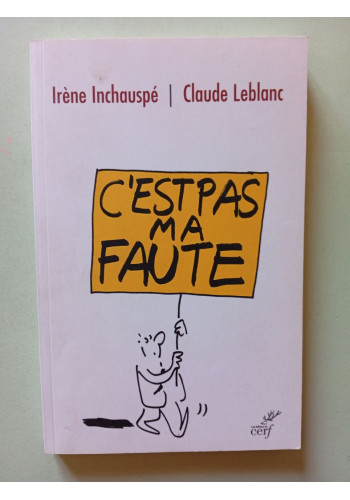 Irène Inchauspé | Claude Leblanc
C'EST PAS
MA
FAUTE
cerf